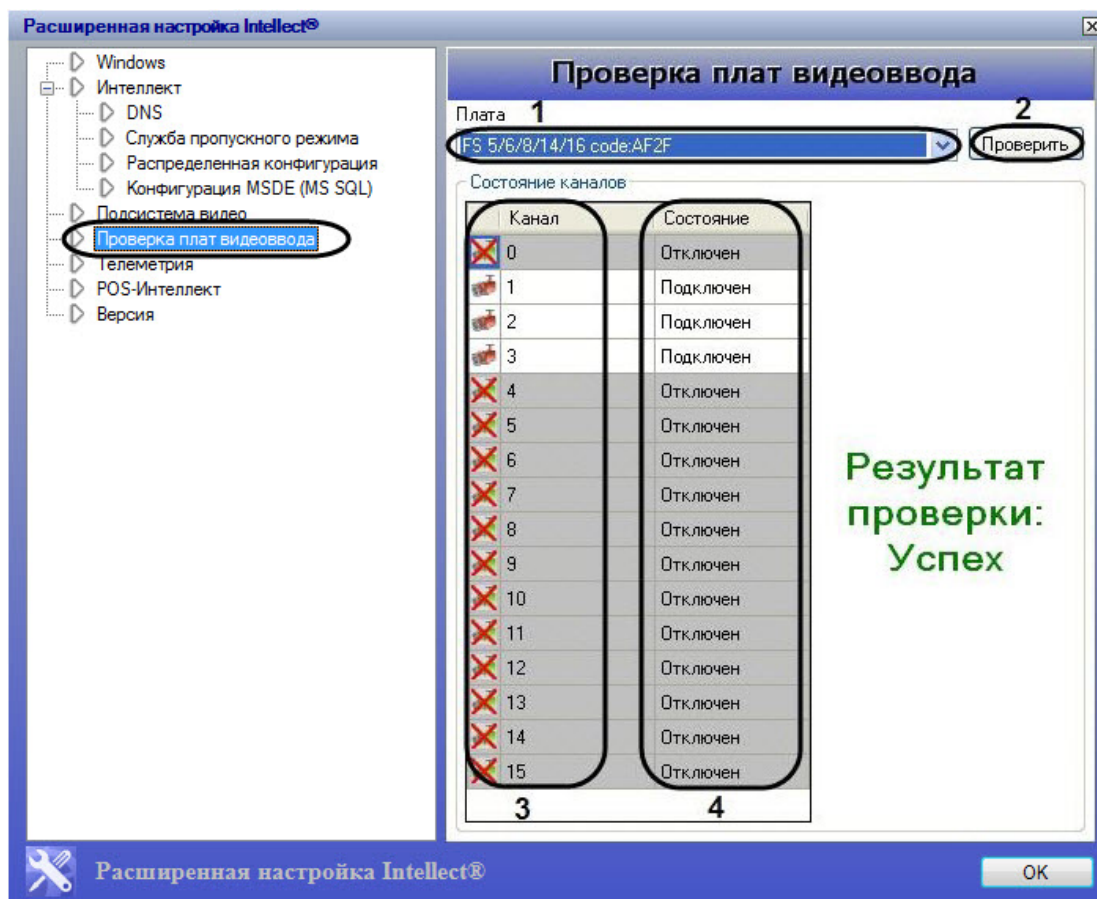 Расширенная настройка Intellect®
Windows
Интеллект
DNS
Служба пропускного режима
Распределенная конфигурация
Конфигурация MSDE (MS SQL)
Подсистема видео
Проверка плат видеоввода
Телеметрия
POS-Интеллект
Версия
Проверка плат видеоввода
Плата 1 2
FS 5/6/8/14/16 code:AF2F Проверить
Состояние каналов
Канал Состояние
0 Отключен
1 Подключен
2 Подключен
3 Подключен
4 Отключен
5 Отключен
6 Отключен
7 Отключен
8 Отключен
9 Отключен
10 Отключен
11 Отключен
12 Отключен
13 Отключен
14 Отключен
15 Отключен
3 4
Результат
проверки:
Успех
Расширенная настройка Intellect®
OK